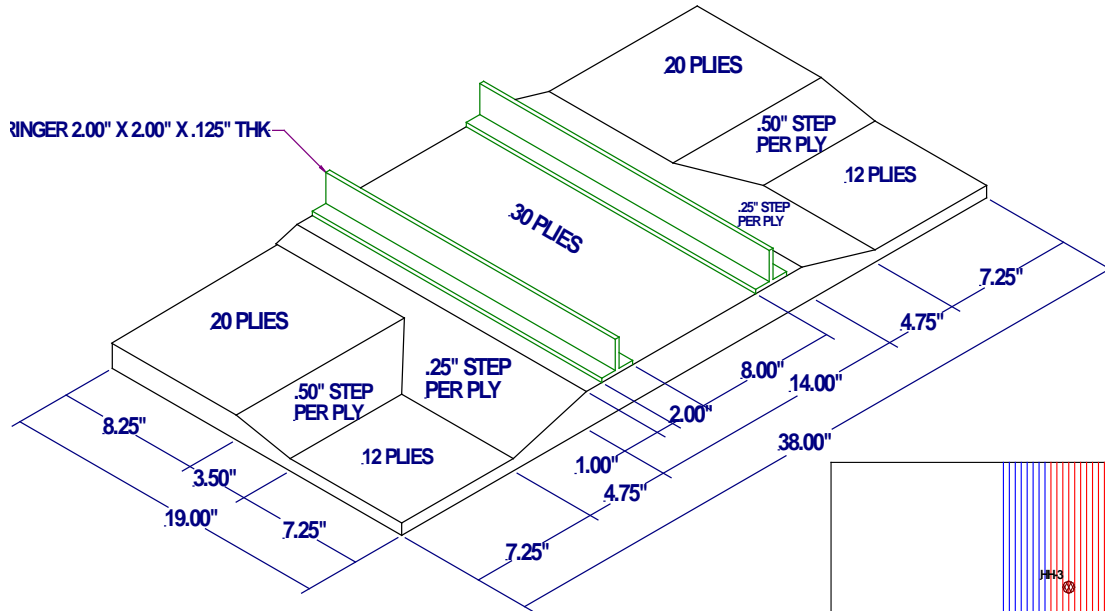 20 PLIES
.50" STEP
PER PLY
12 PLIES
RINGER 2.00" X 2.00" X .125" THK
.25" STEP
PER PLY
30 PLIES
20 PLIES
.25" STEP
PER PLY
.50" STEP
PER PLY
12 PLIES
7.25"
4.75"
8.00"
14.00"
2.00"
38.00"
1.00"
4.75"
7.25"
8.25"
3.50"
19.00"
7.25"
HH-3